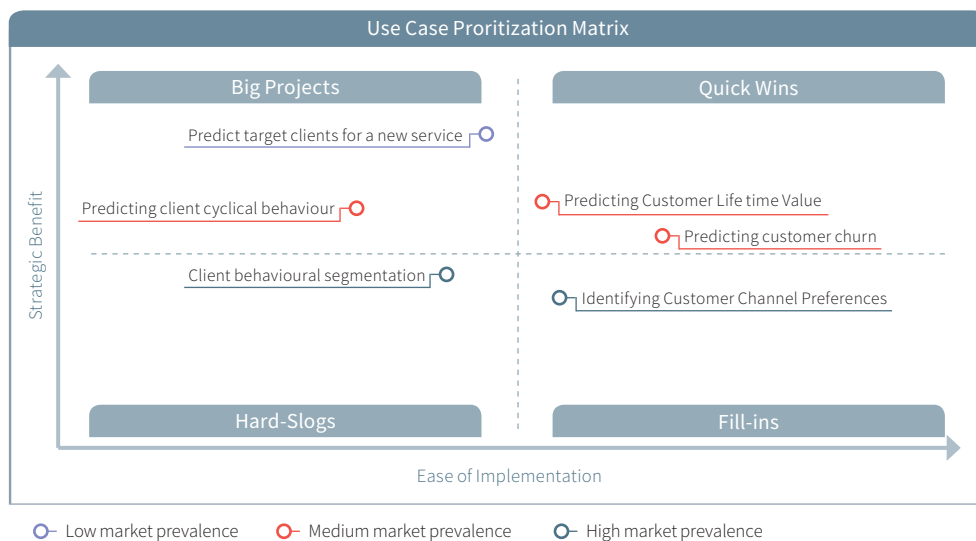 Use Case Proritization Matrix
Big Projects
Quick Wins
Predict target clients for a new service
Predicting client cyclical behaviour
Predicting Customer Life time Value
Predicting customer churn
Client behavioural segmentation
Identifying Customer Channel Preferences
Strategic Benefit
Hard-Slogs
Fill-ins
Ease of Implementation
Low market prevalence
Medium market prevalence
High market prevalence